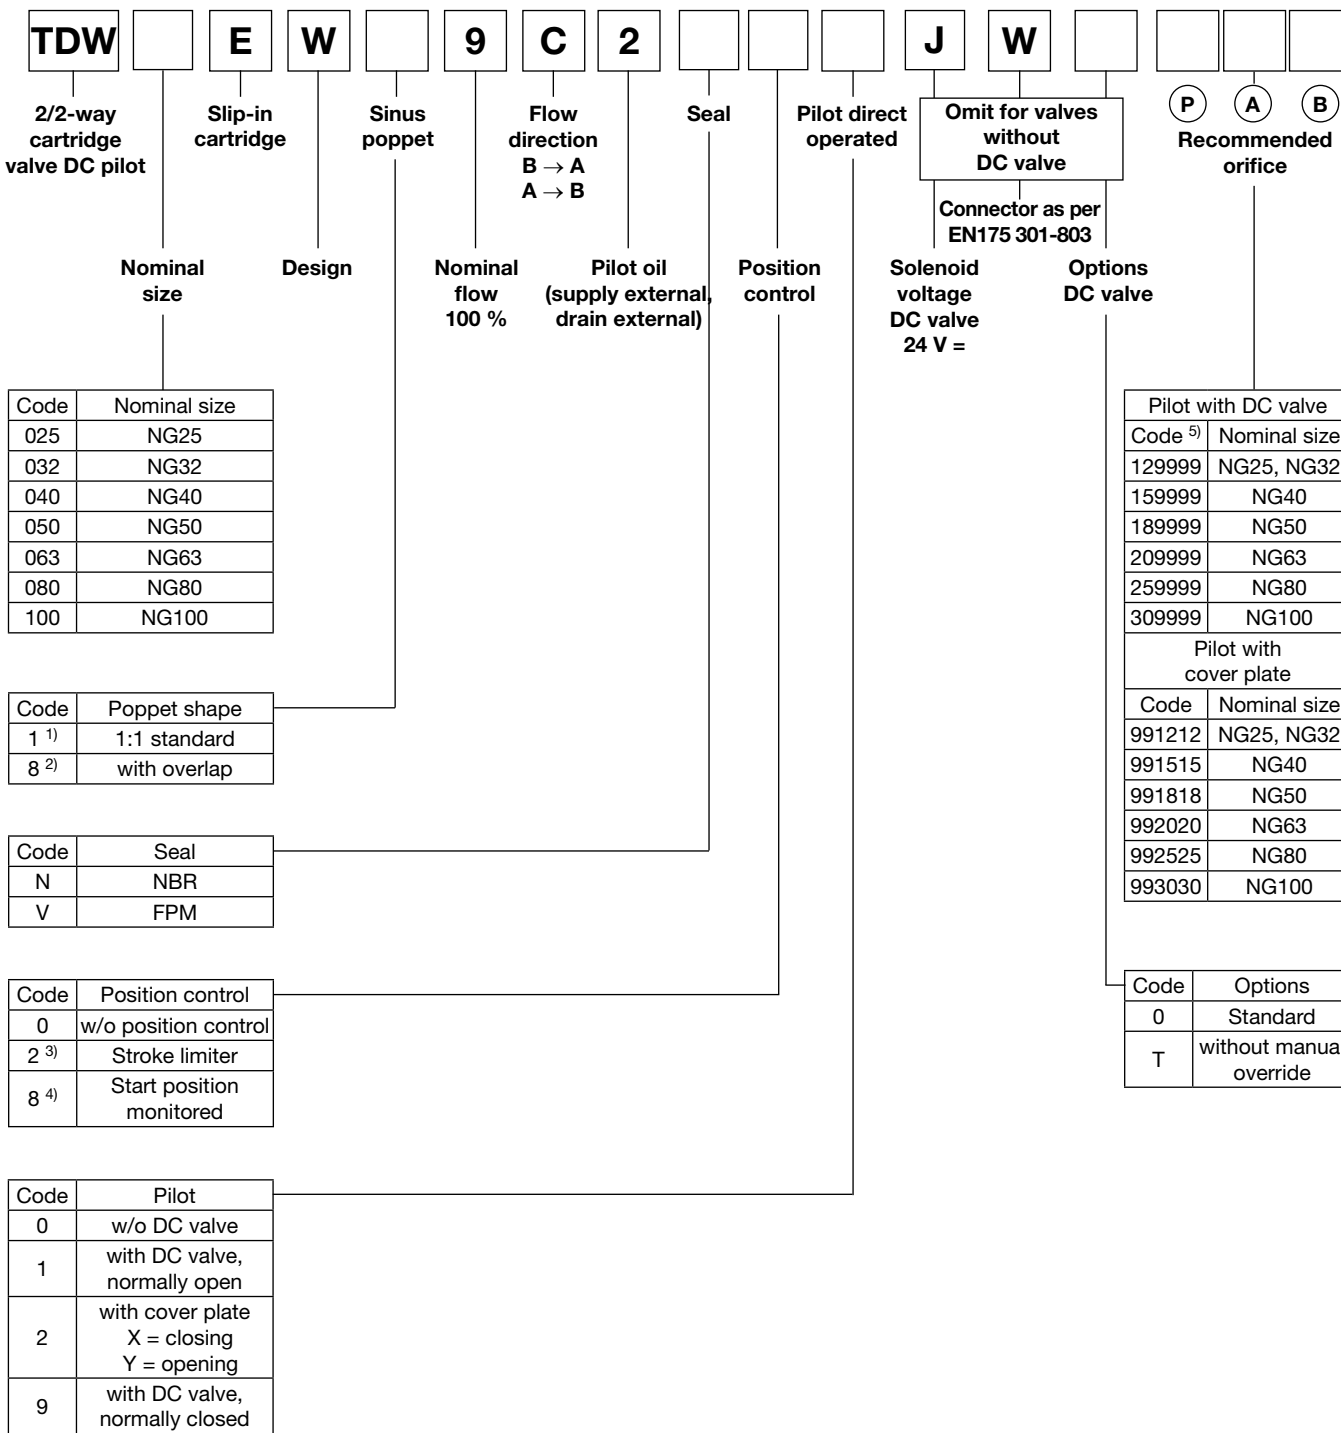 TDW E W 9 C 2 J W
2/2-way
cartridge
valve DC pilot
Slip-in
cartridge
Sinus
poppet
Flow
direction
B → A
A → B
Seal
Pilot direct
operated
Omit for valves
without
DC valve
P A B
Recommended
orifice
Connector as per
EN175 301-803
Nominal
size
Design
Nominal
flow
100 %
Pilot oil
(supply external,
drain external)
Position
control
Solenoid
voltage
DC valve
24 V =
Options
DC valve
Code Nominal size
025 NG25
032 NG32
040 NG40
050 NG50
063 NG63
080 NG80
100 NG100
Code Poppet shape
1 1) 1:1 standard
8 2) with overlap
Code Seal
N NBR
V FPM
Code Position control
0 w/o position control
2 3) Stroke limiter
8 4) Start position
monitored
Code Pilot
0 w/o DC valve
1 with DC valve,
normally open
2 with cover plate
X = closing
Y = opening
9 with DC valve,
normally closed
Pilot with DC valve
Code 5) Nominal size
129999 NG25, NG32
159999 NG40
189999 NG50
209999 NG63
259999 NG80
309999 NG100
Pilot with
cover plate
Code Nominal size
991212 NG25, NG32
991515 NG40
991818 NG50
992020 NG63
992525 NG80
993030 NG100
Code Options
0 Standard
T without manua
override